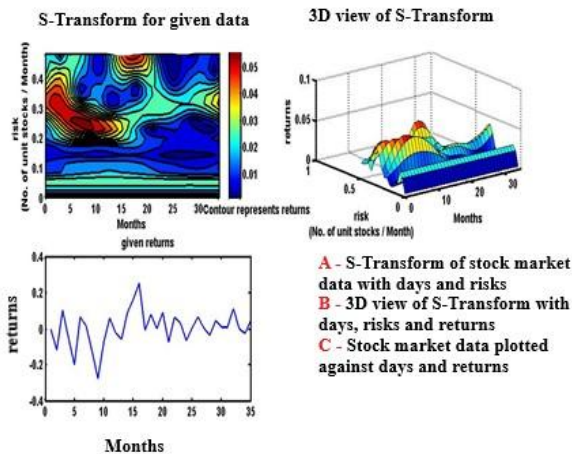 S-Transform for given data
3D view of S-Transform
0.4
0.3
0.2
0.1
0
risk
(No. of unit stocks / Month)
0 5 10 15 20 25 30
Months
0.05
0.04
0.03
0.02
0.01
Contour represents returns
0.1
0.05
0
returns
1
0.5
0
risk
(No. of unit stocks / Month)
0 10 20 30
Months
given returns
0.4
0.2
0
-0.2
-0.4
returns
0 5 10 15 20 25 30 35
Months
A - S-Transform of stock market
data with days and risks
B - 3D view of S-Transform with
days, risks and returns
C - Stock market data plotted
against days and returns